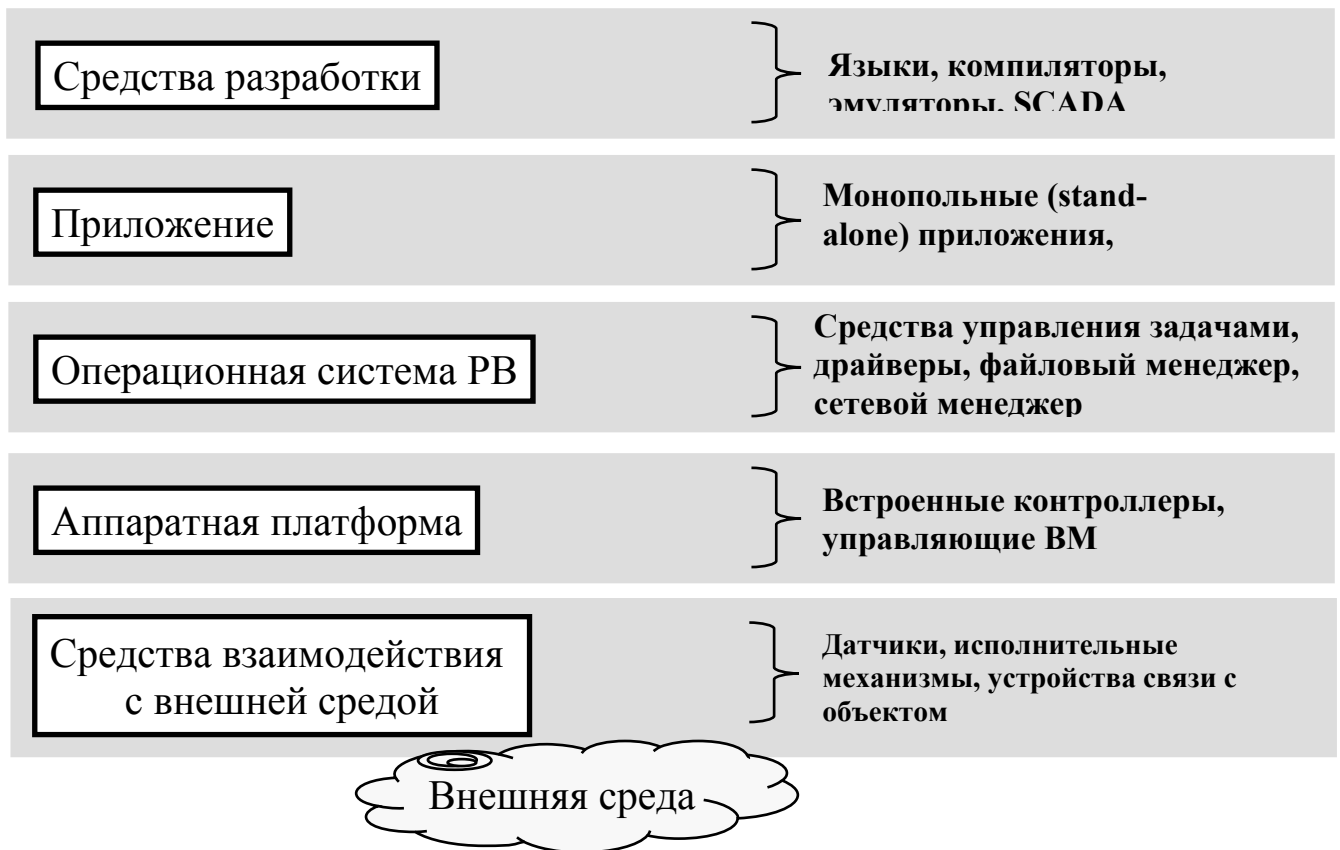 Средства разработки
Языки, компиляторы,
эмуляторы, SCADA
Приложение
Монопольные (stand-
alone) приложения,
Операционная система РВ
Средства управления задачами,
драйверы, файловый менеджер,
сетевой менеджер
Аппаратная платформа
Встроенные контроллеры,
управляющие ВМ
Средства взаимодействия
с внешней средой
Датчики, исполнительные
механизмы, устройства связи с
объектом
Внешняя среда